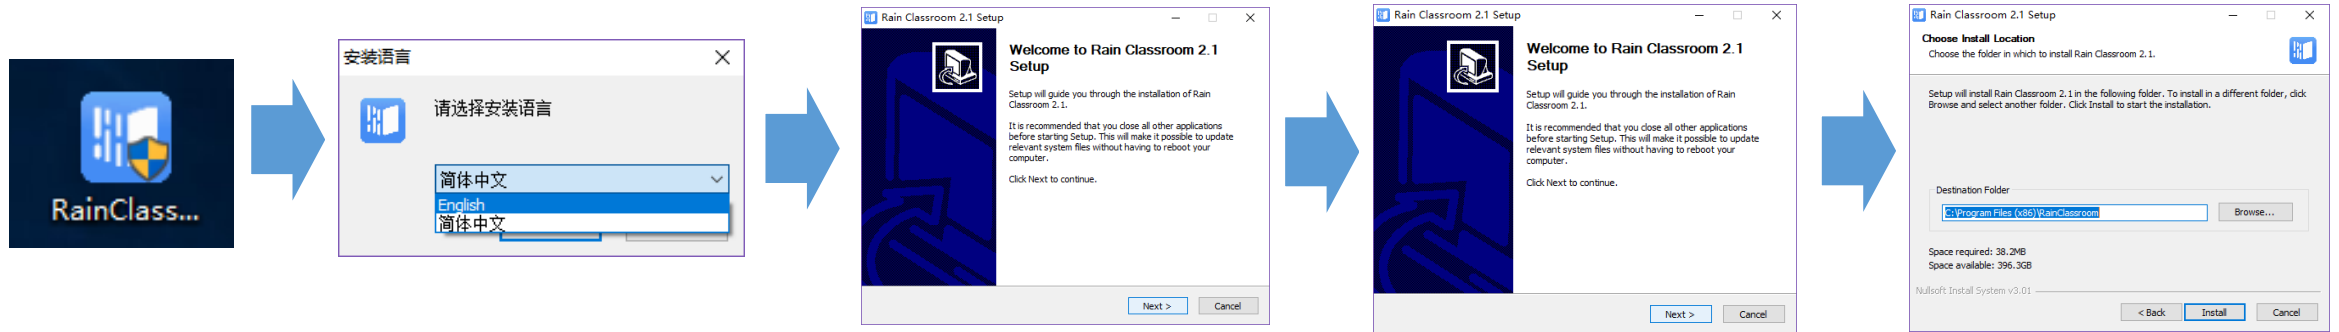 RainClass...
安装语言
请选择安装语言
简体中文
English
简体中文
Rain Classroom 2.1 Setup
Welcome to Rain Classroom 2.1
Setup
Setup will guide you through the installation of Rain
Classroom 2.1.
It is recommended that you close all other applications
before starting Setup. This will make it possible to update
relevant system files without having to reboot your
computer.
Click Next to continue.
Next >
Cancel
Rain Classroom 2.1 Setup
Welcome to Rain Classroom 2.1
Setup
Setup will guide you through the installation of Rain
Classroom 2.1.
It is recommended that you close all other applications
before starting Setup. This will make it possible to update
relevant system files without having to reboot your
computer.
Click Next to continue.
Next >
Cancel
Rain Classroom 2.1 Setup
Choose Install Location
Choose the folder in which to install Rain Classroom 2.1.
Setup will install Rain Classroom 2.1 in the following folder. To install in a different folder, click
Browse and select another folder. Click Install to start the installation.
Destination Folder
C:\Program Files (x86)\RainClassroom
Browse...
Space required: 38.2MB
Space available: 396.3GB
Nullsoft Install System v3.01
< Back
Install
Cancel